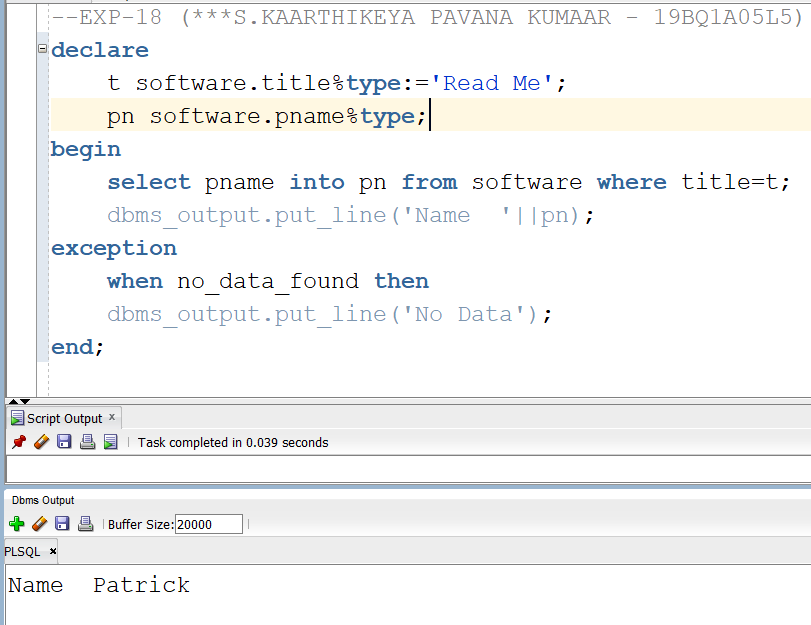 --EXP-18 (***S.KAARTHIKEYA PAVANA KUMAAR - 19BQ1A05L5)
declare
t software.title%type:='Read Me';
pn software.pname%type;
begin
select pname into pn from software where title=t;
dbms_output.put_line('Name  '||pn);
exception
when no_data_found then
dbms_output.put_line('No Data');
end;
Script Output ×
Task completed in 0.039 seconds
Dbms Output
Buffer Size: 20000
PLSQL ×
Name  Patrick